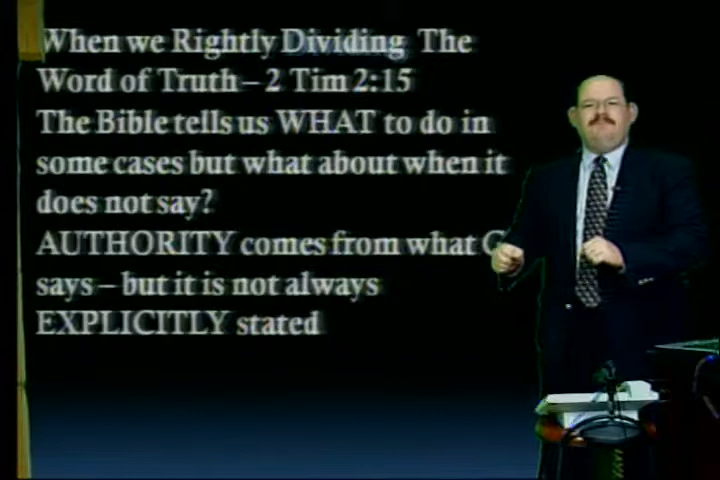 When we Rightly Dividing The
Word of Truth – 2 Tim 2:15
The Bible tells us WHAT to do in
some cases but what about when it
does not say?
AUTHORITY comes from what
says – but it is not always
EXPLICITLY stated